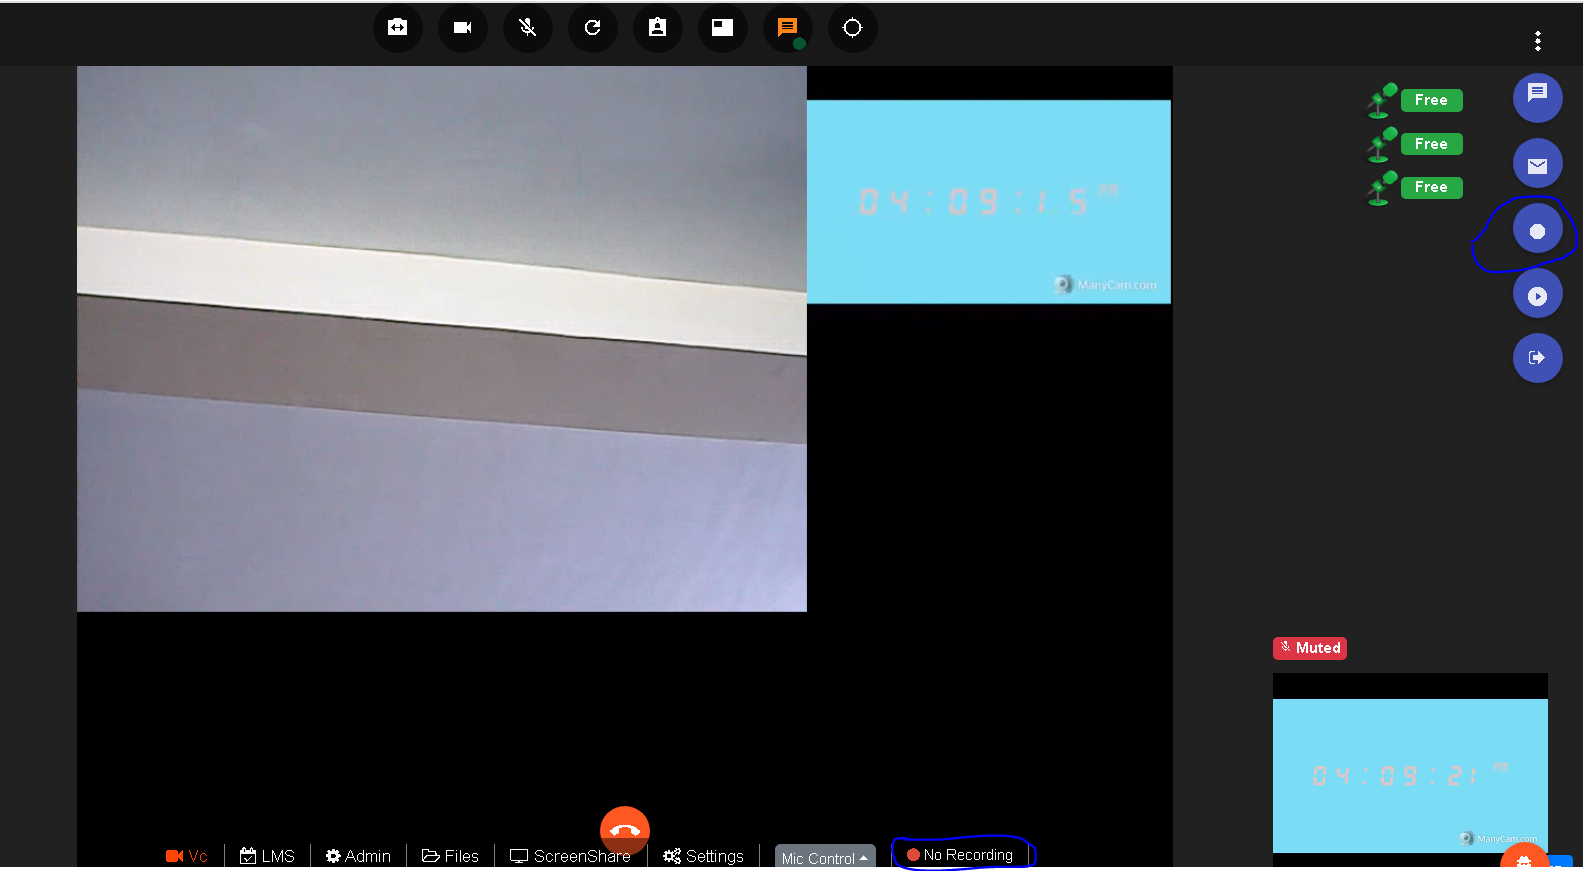 Free
Free
Free
04:09:15 PM
ManyCam.com
Muted
04:09:21 PM
ManyCam.com
Vc
LMS
Admin
Files
ScreenShare
Settings
Mic Control
No Recording